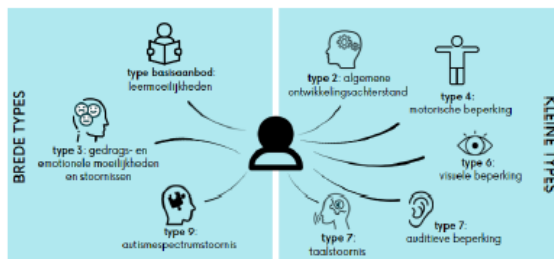 BREDE TYPES
type basisaanbod:
leermoeilijkheden
type 3: gedrags- en
emotionele moeilijkheden
en stoornissen
type 9:
autismespectrumstoornis
type 2: algemene
ontwikkelingsachterstand
type 4:
motorische beperking
type 6:
visuele beperking
type 7:
auditieve beperking
type 7:
taalstoornis
KLEINE TYPES